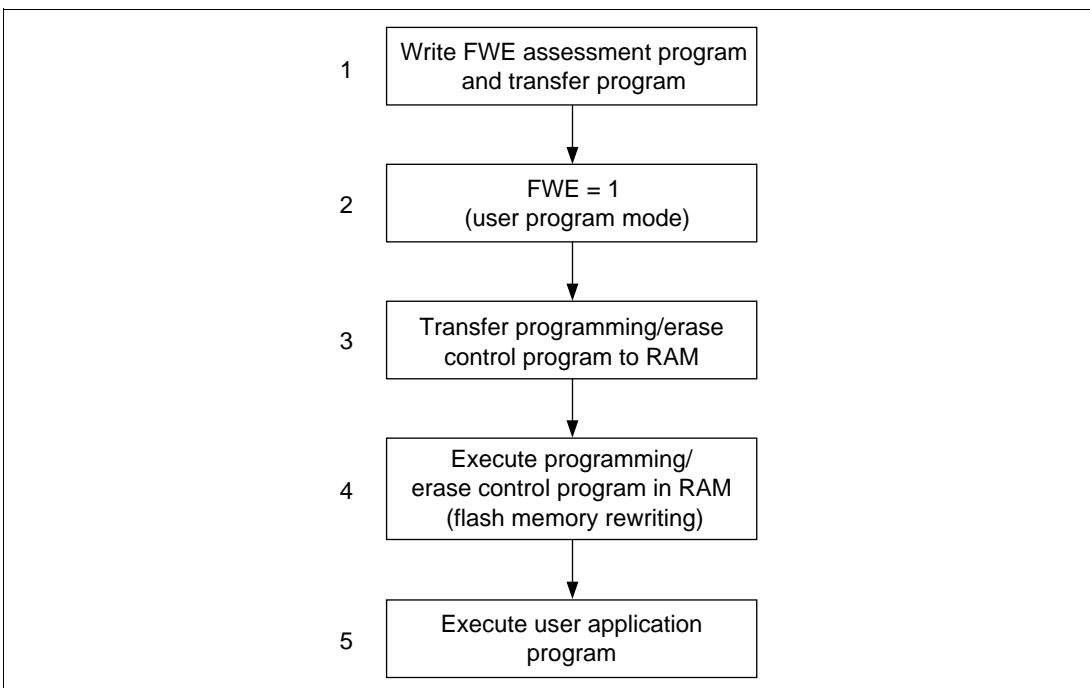 1
Write FWE assessment program
and transfer program
2
FWE = 1
(user program mode)
3
Transfer programming/erase
control program to RAM
4
Execute programming/
erase control program in RAM
(flash memory rewriting)
5
Execute user application
program